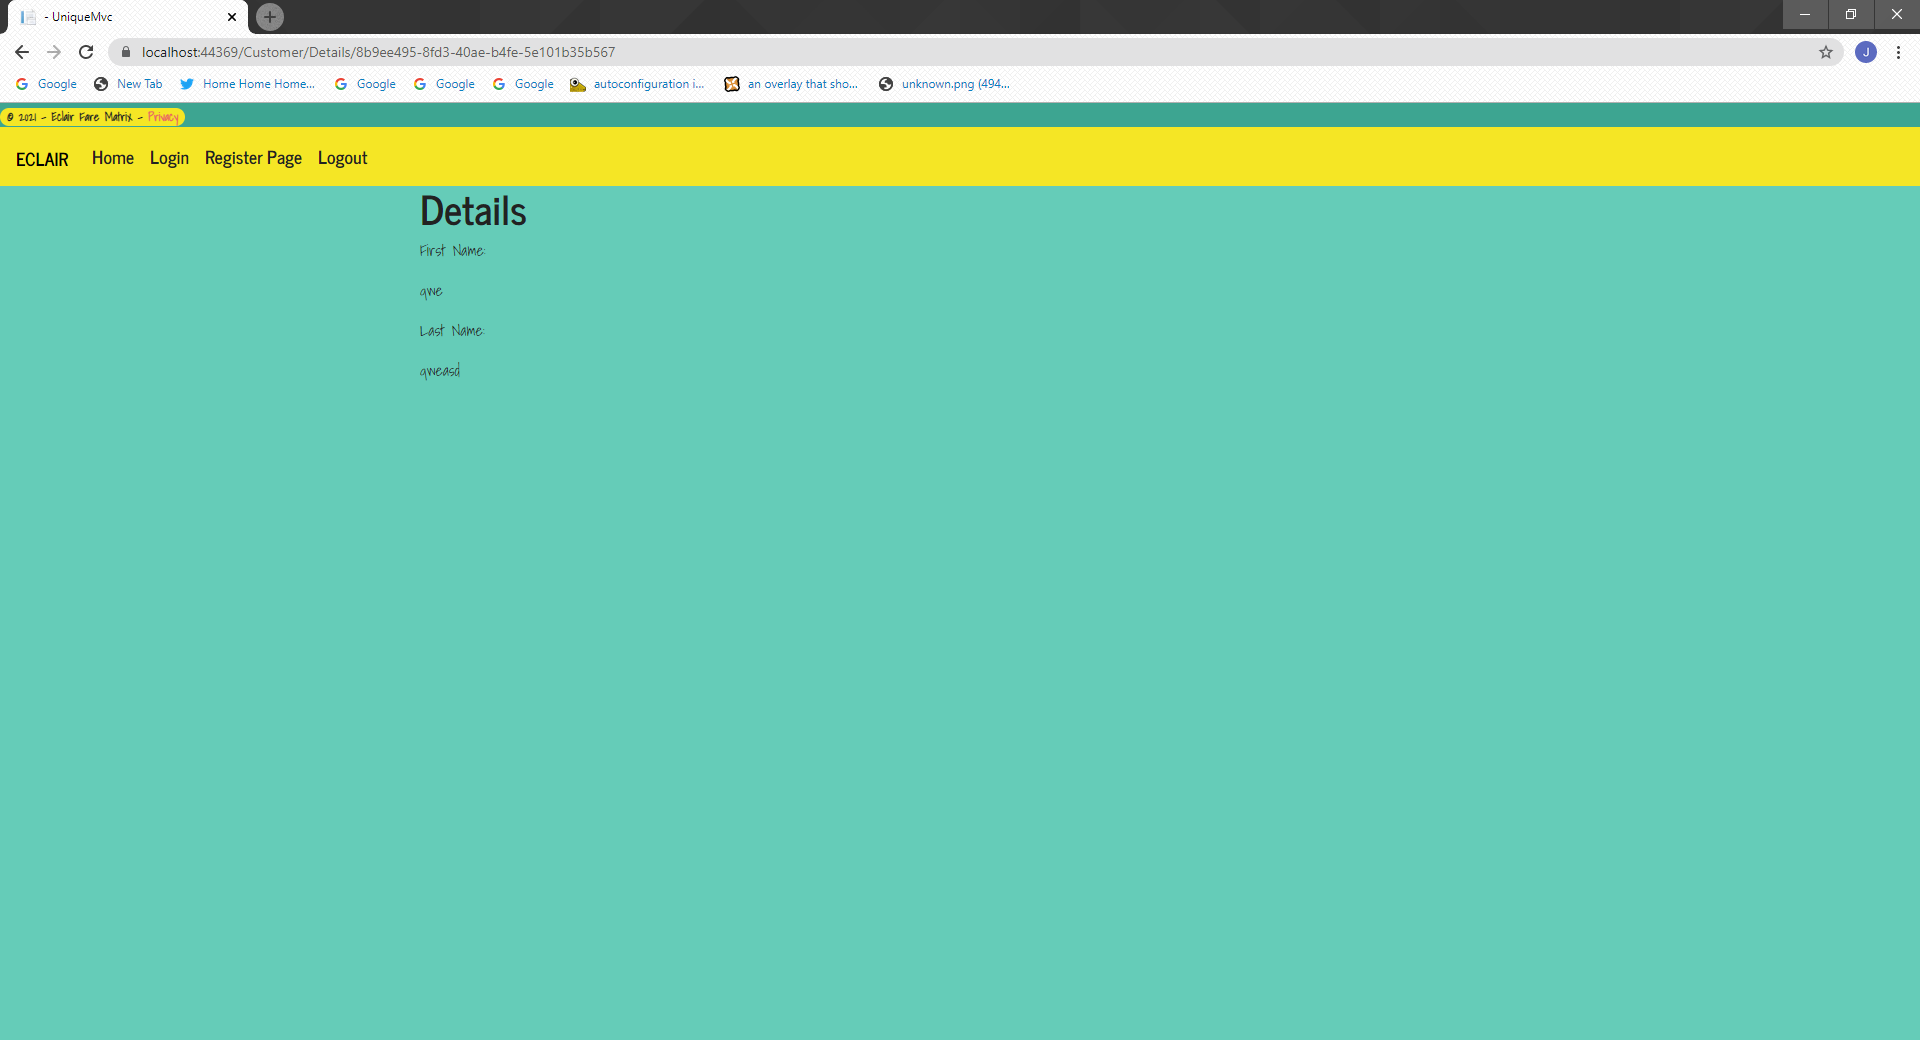 - UniqueMvc
localhost:44369/Customer/Details/8b9ee495-8fd3-40ae-b4fe-5e101b35b567
J
Google New Tab Home Home Home... Google Google Google autoconfiguration i... an overlay that sho... unknown.png (494...
© 2021 - Eclair Fare Matrix - Privacy
ECLAIR Home Login Register Page Logout
Details
First Name:
qwe
Last Name:
qweasd